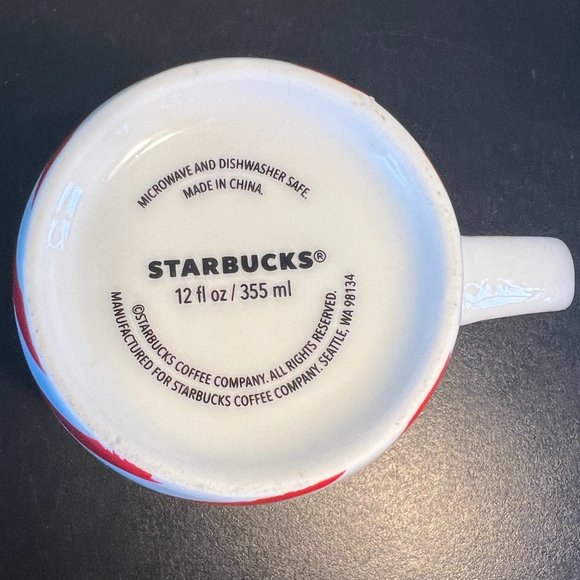 MICROWAVE AND DISHWASHER SAFE.
MADE IN CHINA.
STARBUCKS®
12 fl oz / 355 ml
©STARBUCKS COFFEE COMPANY. ALL RIGHTS RESERVED.
MANUFACTURED FOR STARBUCKS COFFEE COMPANY, SEATTLE, WA 98134